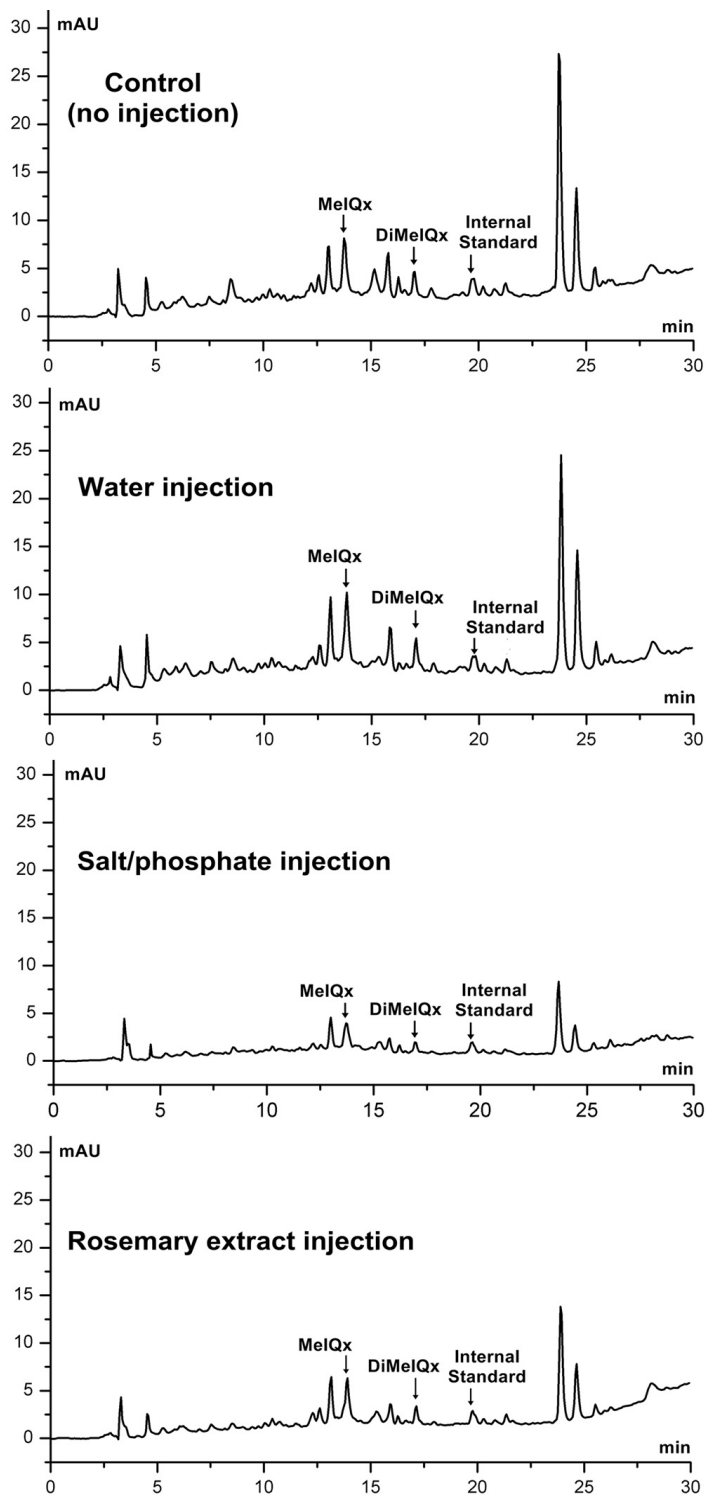 30
mAU
Control
(no injection)
25
20
15
MeIQx
10
DiMeIQx
Internal
Standard
5
0
min
0 5 10 15 20 25 30
30
mAU
25
Water injection
20
15
MeIQx
10
DiMeIQx
Internal
Standard
5
0
min
0 5 10 15 20 25 30
30
mAU
25
Salt/phosphate injection
20
15
10
MeIQx
DiMeIQx
Internal
Standard
5
0
min
0 5 10 15 20 25 30
30
mAU
25
Rosemary extract injection
20
15
10
MeIQx
DiMeIQx
Internal
Standard
5
0
min
0 5 10 15 20 25 30